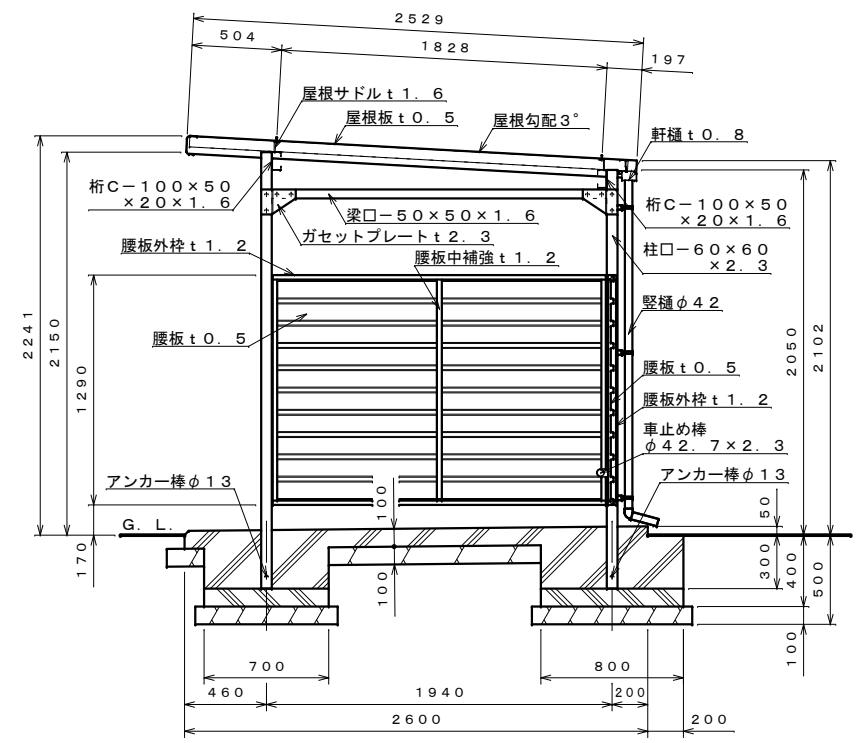 2529
504
1828
197
屋根サドルｔ１．６
屋根板ｔ０．５
屋根勾配３°
軒樋ｔ０．８
桁Ｃ－１００×５０
×２０×１．６
梁口－５０×５０×１．６
ガセットプレートｔ２．３
桁Ｃ－１００×５０
×２０×１．６
腰板外枠ｔ１．２
腰板中補強ｔ１．２
柱口－６０×６０
×２．３
竪樋φ４２
腰板ｔ０．５
腰板ｔ０．５
腰板外枠ｔ１．２
車止め棒
φ４２．７×２．３
アンカー棒φ１３
アンカー棒φ１３
Ｇ．Ｌ．
2241
2150
1290
170
100
100
2050
2102
50
300
400
500
100
700
800
460
1940
200
2600
200